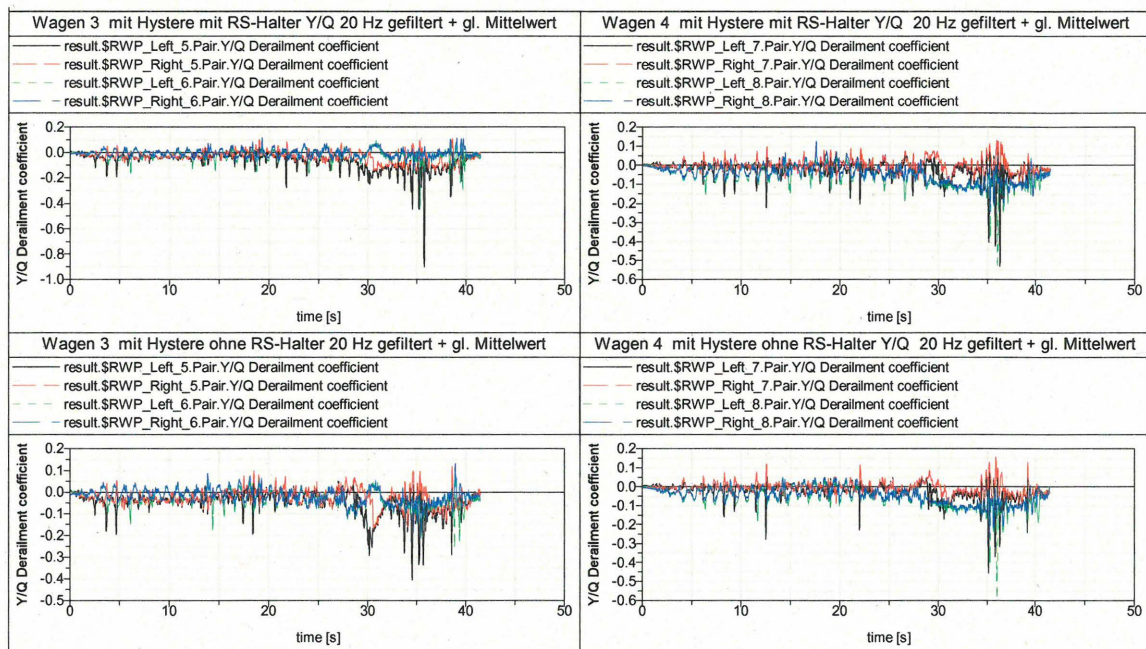 Wagen 3 mit Hystere mit RS-Halter Y/Q 20 Hz gefiltert + gl. Mittelwert
result.$RWP_Left_5.Pair.Y/Q Derailment coefficient
result.$RWP_Right_5.Pair.Y/Q Derailment coefficient
result.$RWP_Left_6.Pair.Y/Q Derailment coefficient
result.$RWP_Right_6.Pair.Y/Q Derailment coefficient
Y/Q Derailment coefficient
0.2
0.0
-0.2
-0.4
-0.6
-0.8
-1.0
0 10 20 30 40 50
time [s]
Wagen 4 mit Hystere mit RS-Halter Y/Q 20 Hz gefiltert + gl. Mittelwert
result.$RWP_Left_7.Pair.Y/Q Derailment coefficient
result.$RWP_Right_7.Pair.Y/Q Derailment coefficient
result.$RWP_Left_8.Pair.Y/Q Derailment coefficient
result.$RWP_Right_8.Pair.Y/Q Derailment coefficient
Y/Q Derailment coefficient
0.2
0.1
-0.0
-0.1
-0.2
-0.3
-0.4
-0.5
-0.6
0 10 20 30 40 50
time [s]
Wagen 3 mit Hystere ohne RS-Halter 20 Hz gefiltert + gl. Mittelwert
result.$RWP_Left_5.Pair.Y/Q Derailment coefficient
result.$RWP_Right_5.Pair.Y/Q Derailment coefficient
result.$RWP_Left_6.Pair.Y/Q Derailment coefficient
result.$RWP_Right_6.Pair.Y/Q Derailment coefficient
Y/Q Derailment coefficient
0.2
0.1
-0.0
-0.1
-0.2
-0.3
-0.4
-0.5
0 10 20 30 40 50
time [s]
Wagen 4 mit Hystere ohne RS-Halter Y/Q 20 Hz gefiltert + gl. Mittelwert
result.$RWP_Left_7.Pair.Y/Q Derailment coefficient
result.$RWP_Right_7.Pair.Y/Q Derailment coefficient
result.$RWP_Left_8.Pair.Y/Q Derailment coefficient
result.$RWP_Right_8.Pair.Y/Q Derailment coefficient
Y/Q Derailment coefficient
0.2
0.1
-0.0
-0.1
-0.2
-0.3
-0.4
-0.5
-0.6
0 10 20 30 40 50
time [s]